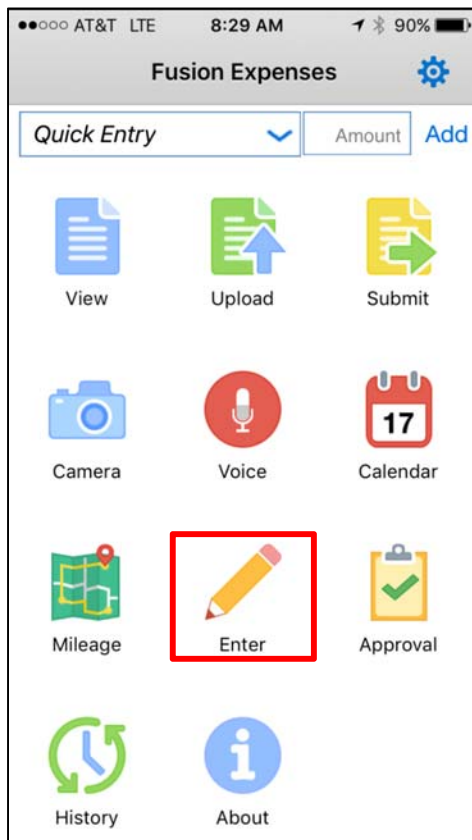 AT&T LTE 8:29 AM 90%
Fusion Expenses
Quick Entry Amount Add
View Upload Submit
17
Camera Voice Calendar
Mileage Enter Approval
History About